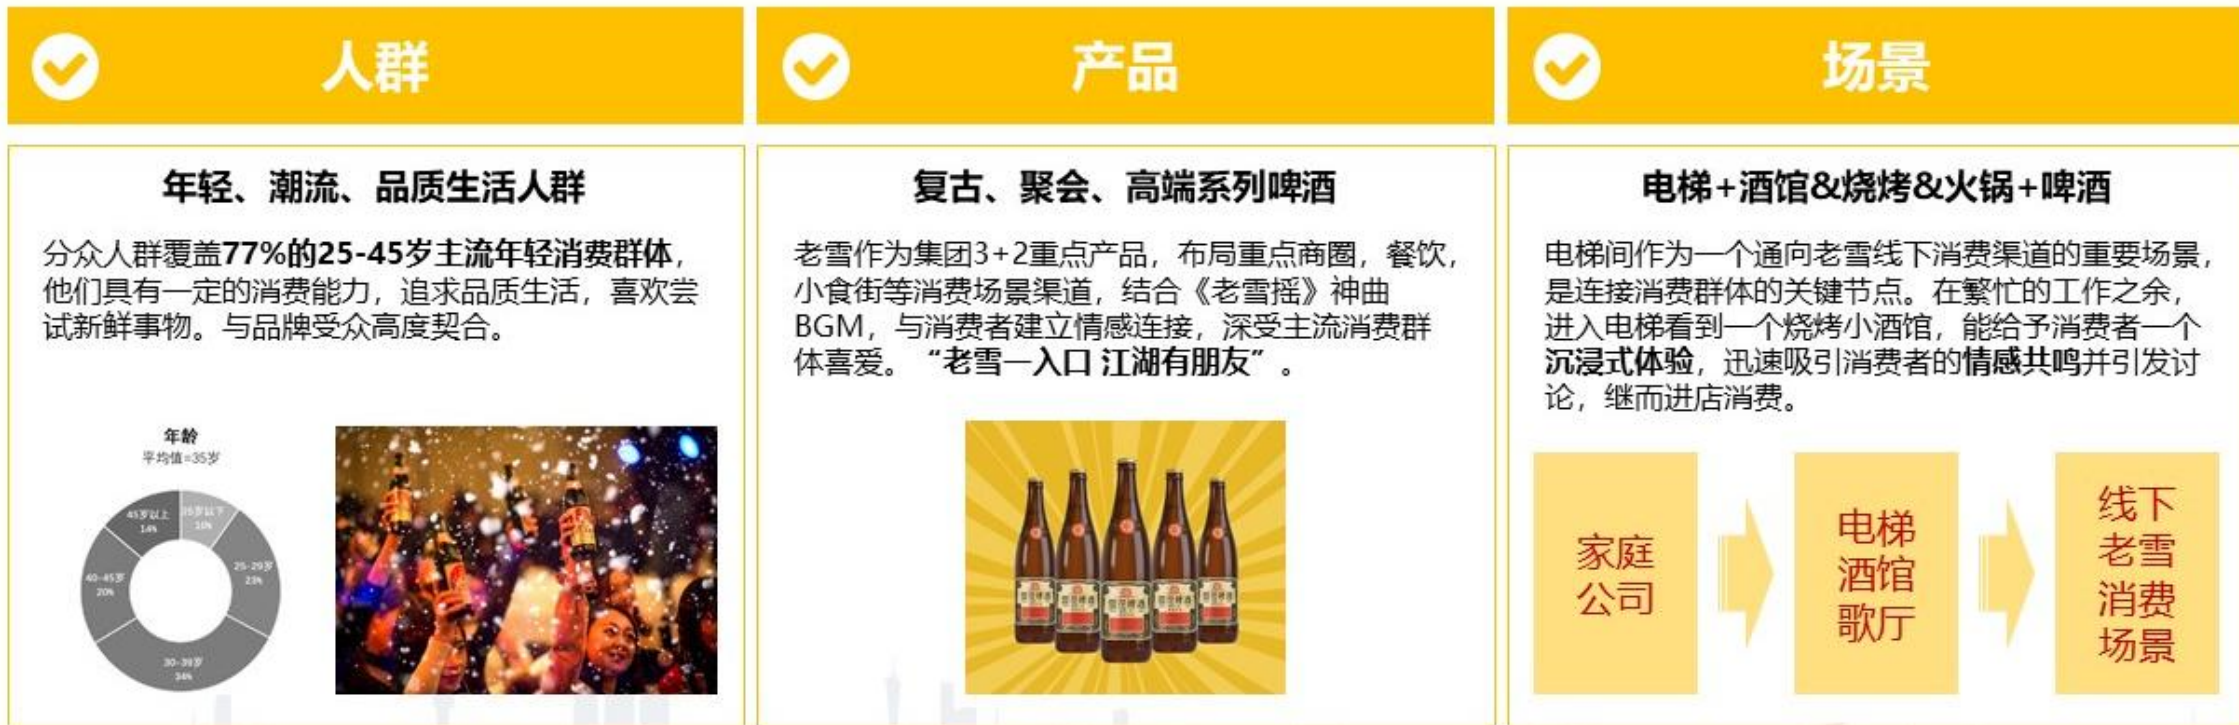 人群
年轻、潮流、品质生活人群
分众人群覆盖77%的25-45岁主流年轻消费群体，
他们具有一定的消费能力，追求品质生活，喜欢尝
试新鲜事物。与品牌受众高度契合。
年龄
平均值=35岁
45岁以上
14%
25-29岁
23%
40-45岁
20%
30-39岁
34%
产品
复古、聚会、高端系列啤酒
老雪作为集团3+2重点产品，布局重点商圈，餐饮，
小食街等消费场景渠道，结合《老雪摇》神曲
BGM，与消费者建立情感连接，深受主流消费群
体喜爱。“老雪一入口 江湖有朋友”。
场景
电梯+酒馆&烧烤&火锅+啤酒
电梯间作为一个通向老雪线下消费渠道的重要场景，
是连接消费群体的关键节点。在繁忙的工作之余，
进入电梯看到一个烧烤小酒馆，能给予消费者一个
沉浸式体验，迅速吸引消费者的情感共鸣并引发讨
论，继而进店消费。
家庭
公司
电梯
酒馆
歌厅
线下
老雪
消费
场景